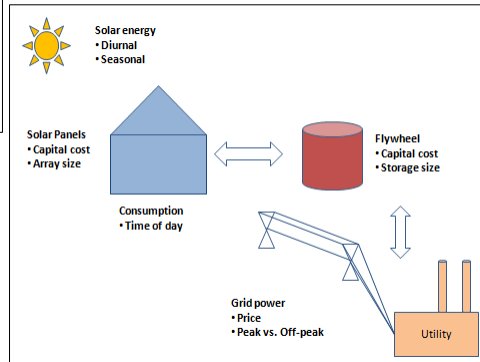 Solar energy
• Diurnal
• Seasonal
Solar Panels
• Capital cost
• Array size
Flywheel
• Capital cost
• Storage size
Consumption
• Time of day
Grid power
• Price
• Peak vs. Off-peak
Utility